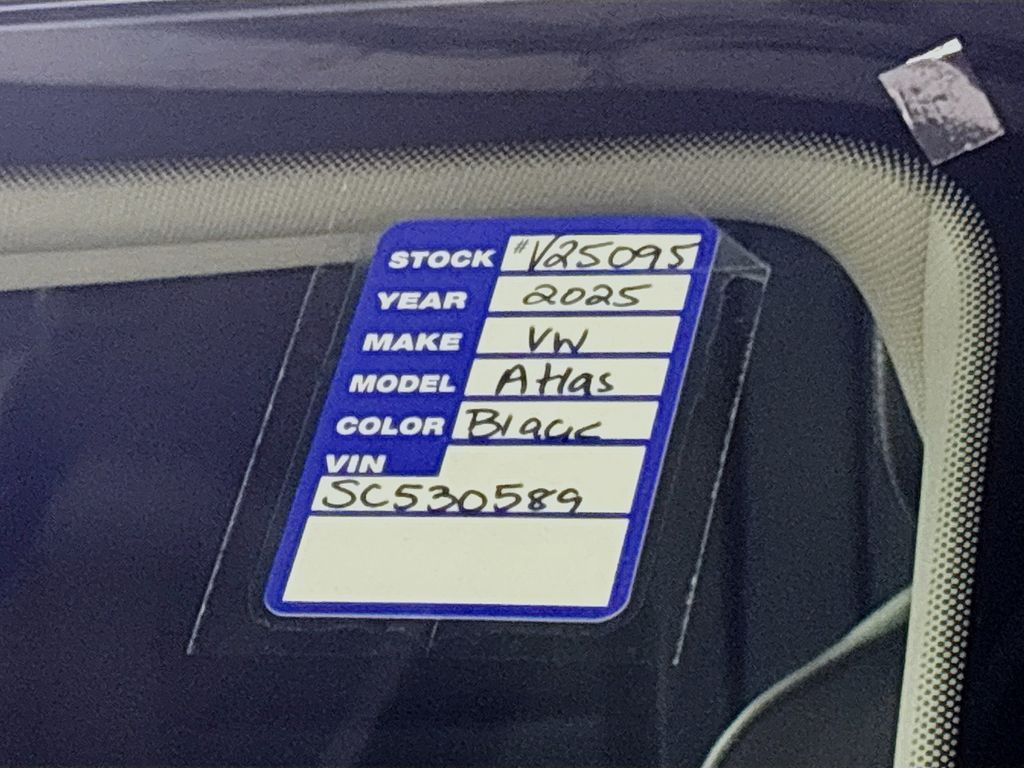 STOCK #V25095
YEAR 2025
MAKE VW
MODEL Atlas
COLOR Black
VIN
SC530589